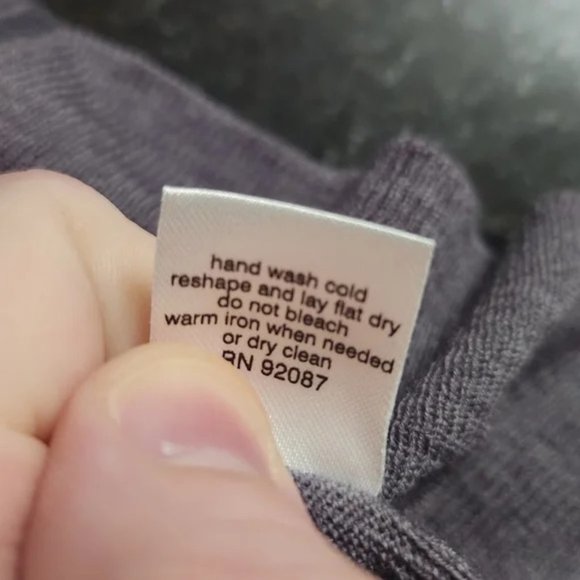 hand wash cold
reshape and lay flat dry
do not bleach
warm iron when needed
or dry clean
RN 92087